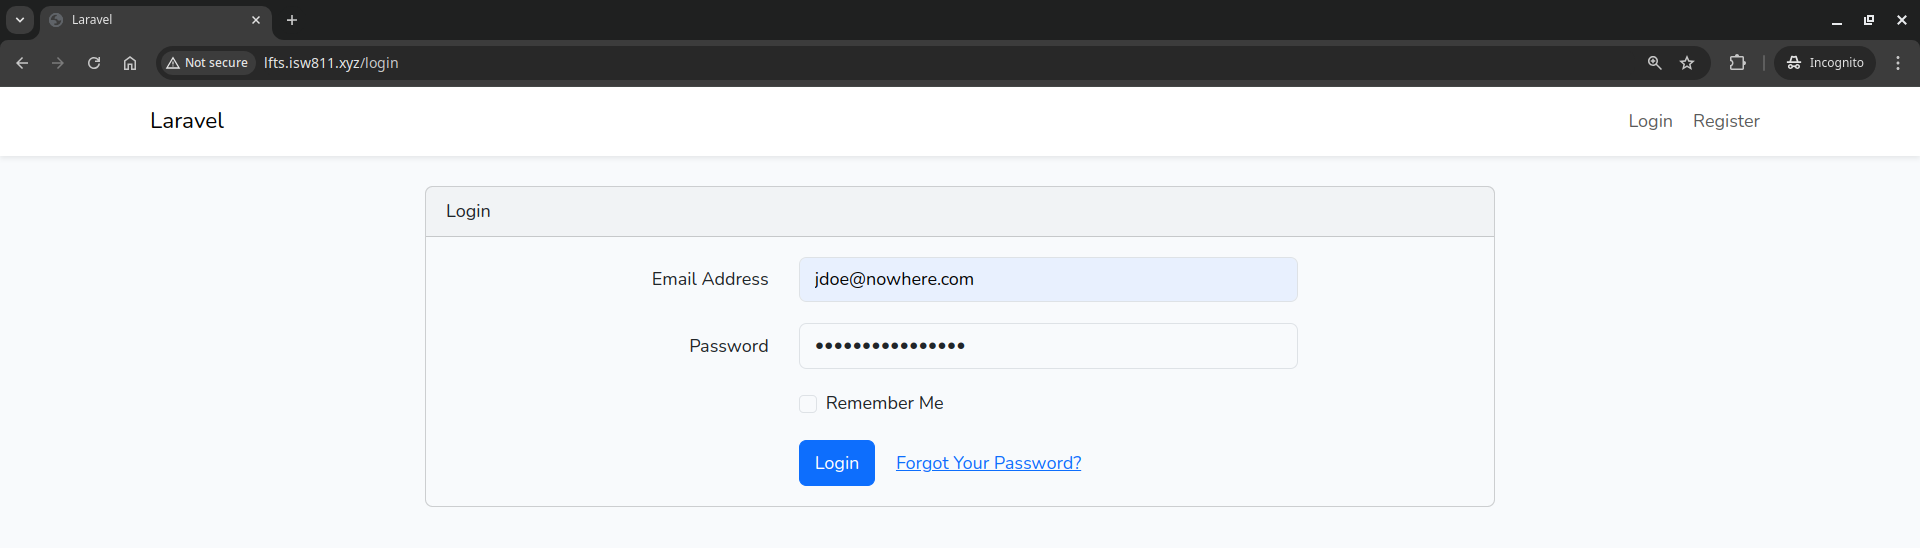 Laravel
Not secure lfts.isw811.xyz/login Incognito
Laravel Login Register
Login
Email Address jdoe@nowhere.com
Password ••••••••••••••••
Remember Me
Login Forgot Your Password?